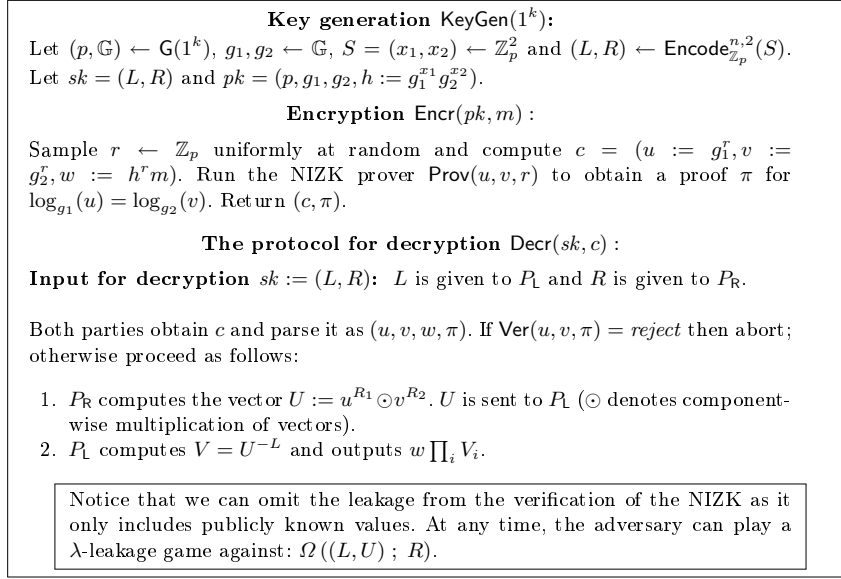 Key generation KeyGen(1^k):
Let (p, 𝔾) ← G(1^k), g_1, g_2 ← 𝔾, S = (x_1, x_2) ← ℤ_p^2 and (L, R) ← Encode_{ℤ_p}^{n,2}(S).
Let sk = (L, R) and pk = (p, g_1, g_2, h := g_1^{x_1} g_2^{x_2}).
Encryption Encr(pk, m) :
Sample r ← ℤ_p uniformly at random and compute c = (u := g_1^r, v :=
g_2^r, w := h^r m). Run the NIZK prover Prov(u, v, r) to obtain a proof π for
log_{g_1}(u) = log_{g_2}(v). Return (c, π).
The protocol for decryption Decr(sk, c) :
Input for decryption sk := (L, R): L is given to P_L and R is given to P_R.
Both parties obtain c and parse it as (u, v, w, π). If Ver(u, v, π) = reject then abort;
otherwise proceed as follows:
1. P_R computes the vector U := u^{R_1} ⊙ v^{R_2}. U is sent to P_L (⊙ denotes component-
wise multiplication of vectors).
2. P_L computes V = U^{−L} and outputs w ∏_i V_i.
Notice that we can omit the leakage from the verification of the NIZK as it
only includes publicly known values. At any time, the adversary can play a
λ-leakage game against: Ω ((L, U) ; R).